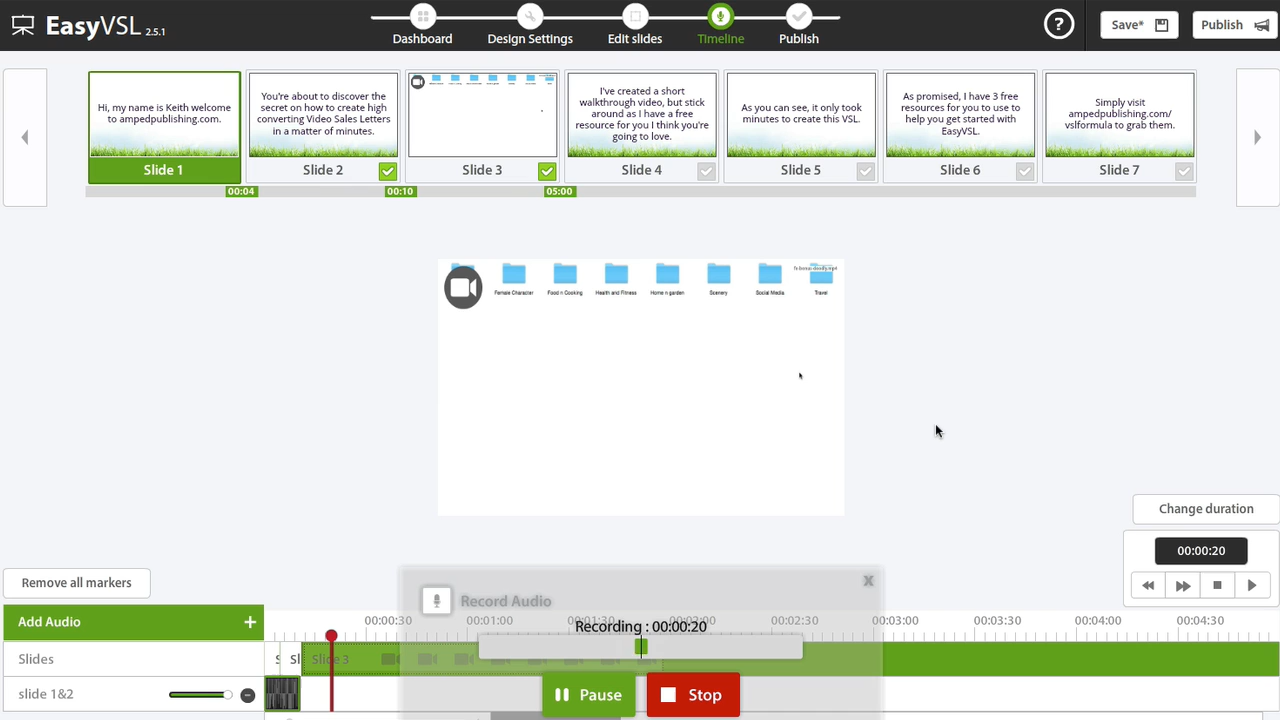 EasyVSL 2.5.1
Dashboard
Design Settings
Edit slides
Timeline
Publish
?
Save*
Publish
Hi, my name is Keith welcome
to ampedpublishing.com.
Slide 1
You're about to discover the
secret on how to create high
converting Video Sales Letters
in a matter of minutes.
Slide 2
Slide 3
I've created a short
walkthrough video, but stick
around as I have a free
resource for you I think you're
going to love.
Slide 4
As you can see, it only took
minutes to create this VSL.
Slide 5
As promised, I have 3 free
resources for you to use to
help you get started with
EasyVSL.
Slide 6
Simply visit
ampedpublishing.com/
vslformula to grab them.
Slide 7
00:04
00:10
05:00
Female Character
Food n Cooking
Health and Fitness
Home n garden
Scenery
Social Media
Travel
Change duration
00:00:20
Remove all markers
Record Audio
x
Add Audio +
00:00:30
00:01:00
00:01:30
00:02:00
00:02:30
00:03:00
00:03:30
00:04:00
00:04:30
Recording : 00:00:20
Slides
S
Sl
Slide 3
slide 1&2
Pause
Stop